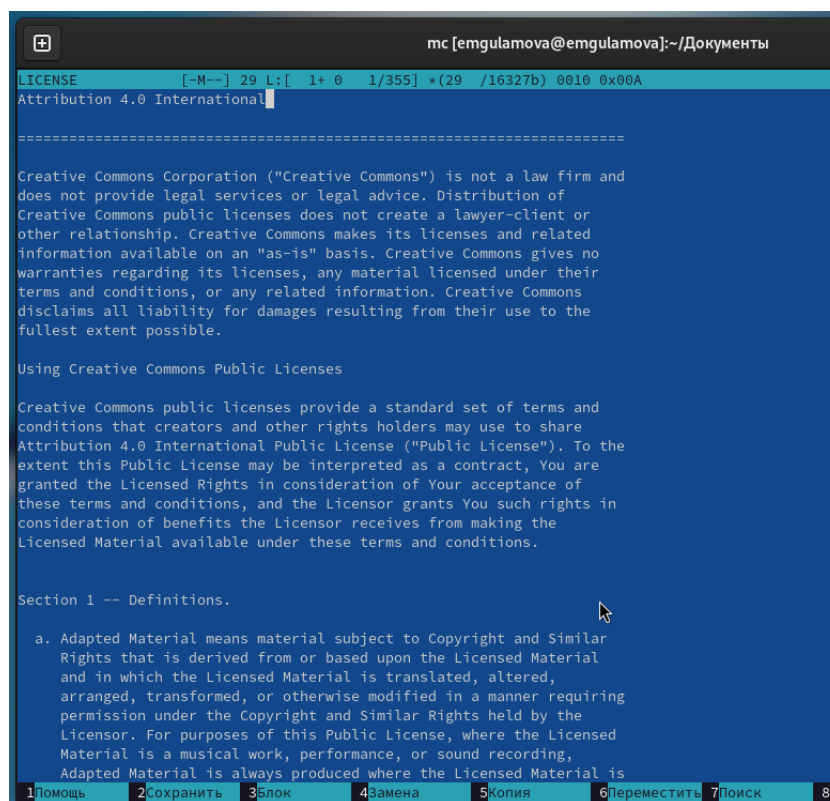 mc [emgulamova@emgulamova]:~/Документы
LICENSE [-M--] 29 L:[ 1+ 0 1/355] *(29 /16327b) 0010 0x00A
Attribution 4.0 International
=======================================================================
Creative Commons Corporation ("Creative Commons") is not a law firm and
does not provide legal services or legal advice. Distribution of
Creative Commons public licenses does not create a lawyer-client or
other relationship. Creative Commons makes its licenses and related
information available on an "as-is" basis. Creative Commons gives no
warranties regarding its licenses, any material licensed under their
terms and conditions, or any related information. Creative Commons
disclaims all liability for damages resulting from their use to the
fullest extent possible.
Using Creative Commons Public Licenses
Creative Commons public licenses provide a standard set of terms and
conditions that creators and other rights holders may use to share
Attribution 4.0 International Public License ("Public License"). To the
extent this Public License may be interpreted as a contract, You are
granted the Licensed Rights in consideration of Your acceptance of
these terms and conditions, and the Licensor grants You such rights in
consideration of benefits the Licensor receives from making the
Licensed Material available under these terms and conditions.
Section 1 -- Definitions.
a. Adapted Material means material subject to Copyright and Similar
Rights that is derived from or based upon the Licensed Material
and in which the Licensed Material is translated, altered,
arranged, transformed, or otherwise modified in a manner requiring
permission under the Copyright and Similar Rights held by the
Licensor. For purposes of this Public License, where the Licensed
Material is a musical work, performance, or sound recording,
Adapted Material is always produced where the Licensed Material is
1Помощь 2Сохранить 3Блок 4Замена 5Копия 6Переместить 7Поиск 8